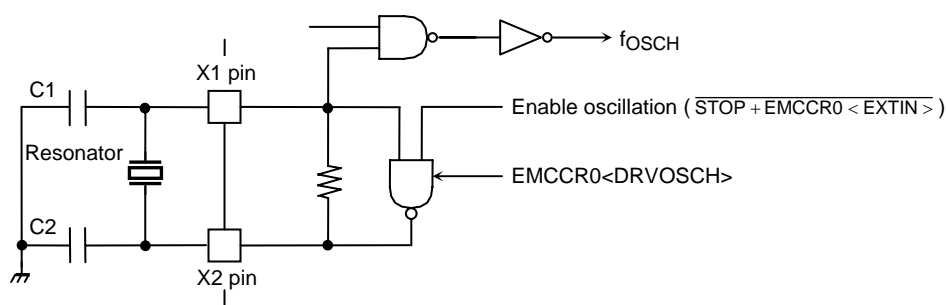 fOSCH
X1 pin
C1
Enable oscillation ( STOP + EMCCR0 < EXTIN > )
Resonator
EMCCR0<DRVOSCH>
C2
X2 pin